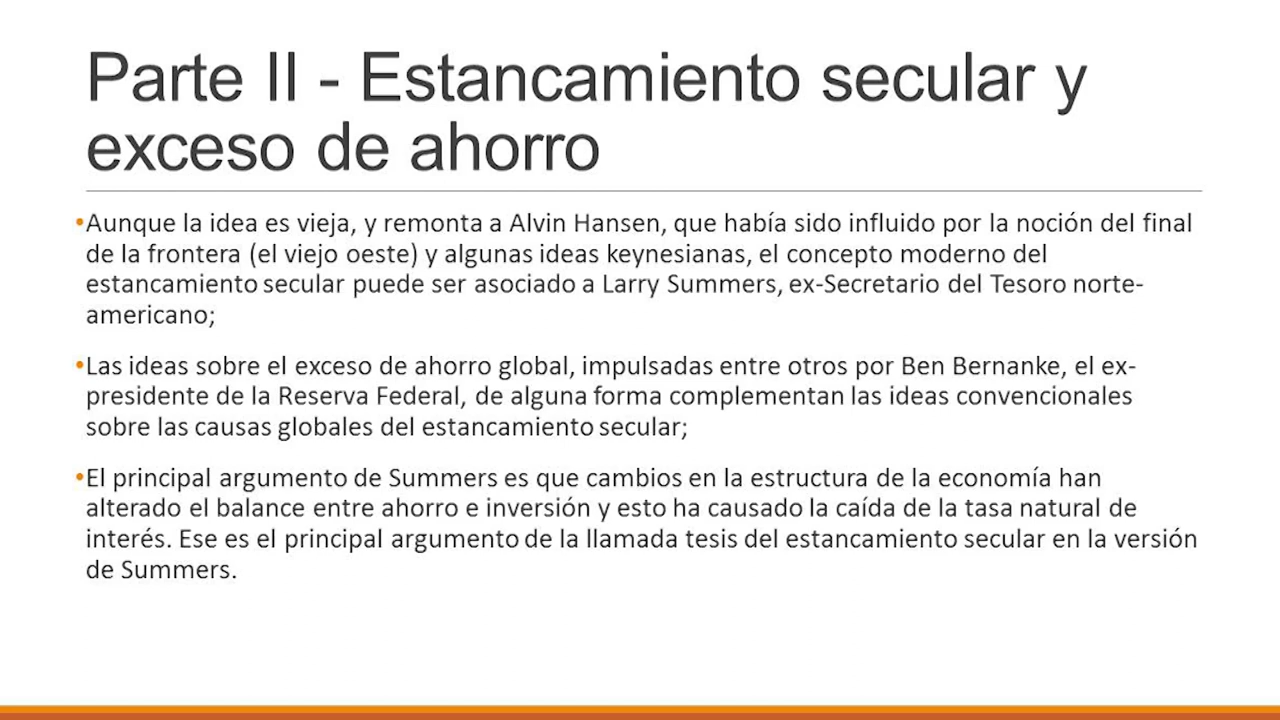 Parte II - Estancamiento secular y
exceso de ahorro
•Aunque la idea es vieja, y remonta a Alvin Hansen, que había sido influido por la noción del final
de la frontera (el viejo oeste) y algunas ideas keynesianas, el concepto moderno del
estancamiento secular puede ser asociado a Larry Summers, ex-Secretario del Tesoro norte-
americano;
•Las ideas sobre el exceso de ahorro global, impulsadas entre otros por Ben Bernanke, el ex-
presidente de la Reserva Federal, de alguna forma complementan las ideas convencionales
sobre las causas globales del estancamiento secular;
•El principal argumento de Summers es que cambios en la estructura de la economía han
alterado el balance entre ahorro e inversión y esto ha causado la caída de la tasa natural de
interés. Ese es el principal argumento de la llamada tesis del estancamiento secular en la versión
de Summers.